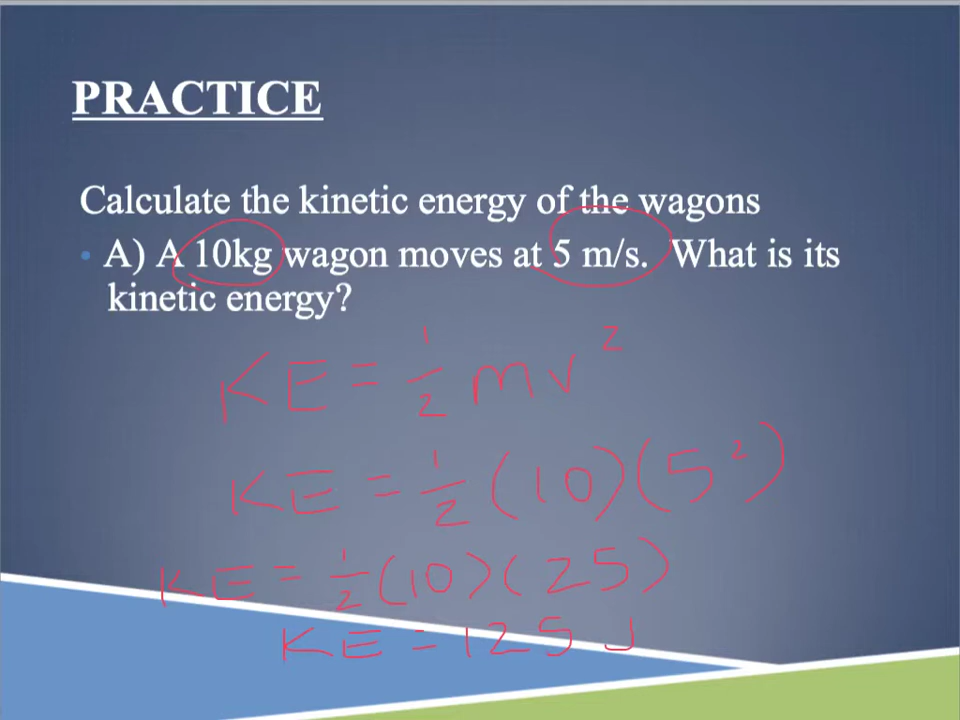 PRACTICE
Calculate the kinetic energy of the wagons
• A) A 10kg wagon moves at 5 m/s. What is its
kinetic energy?
KE = 1/2 mv²
KE = 1/2 (10)(5²)
KE = 1/2 (10)(25)
KE = 125 J